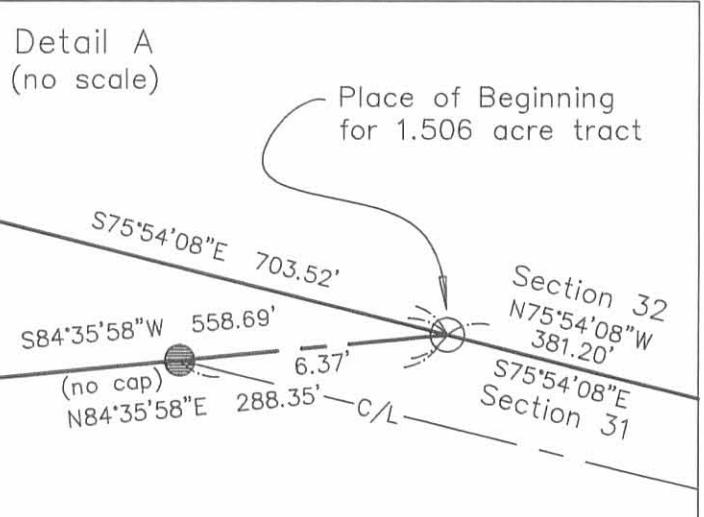 Detail A
(no scale)
Place of Beginning
for 1.506 acre tract
S75°54'08"E 703.52'
Section 32
N75°54'08"W
381.20'
S75°54'08"E
Section 31
S84°35'58"W 558.69'
6.37'
(no cap)
N84°35'58"E 288.35'
C/L